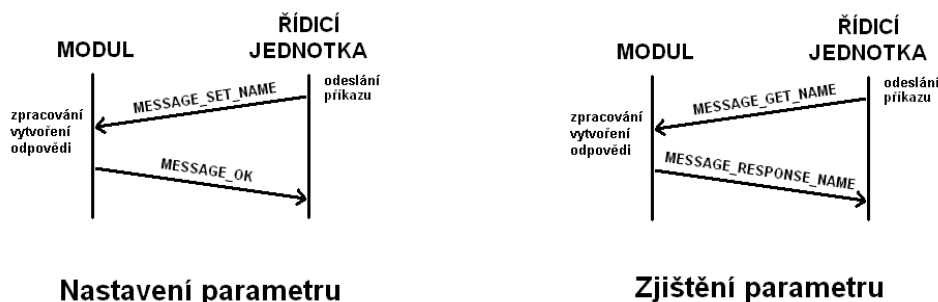 MODUL
ŘÍDICÍ
JEDNOTKA
odeslání
příkazu
MESSAGE_SET_NAME
zpracování
vytvoření
odpovědi
MESSAGE_OK
Nastavení parametru
MODUL
ŘÍDICÍ
JEDNOTKA
odeslání
příkazu
MESSAGE_GET_NAME
zpracování
vytvoření
odpovědi
MESSAGE_RESPONSE_NAME
Zjištění parametru